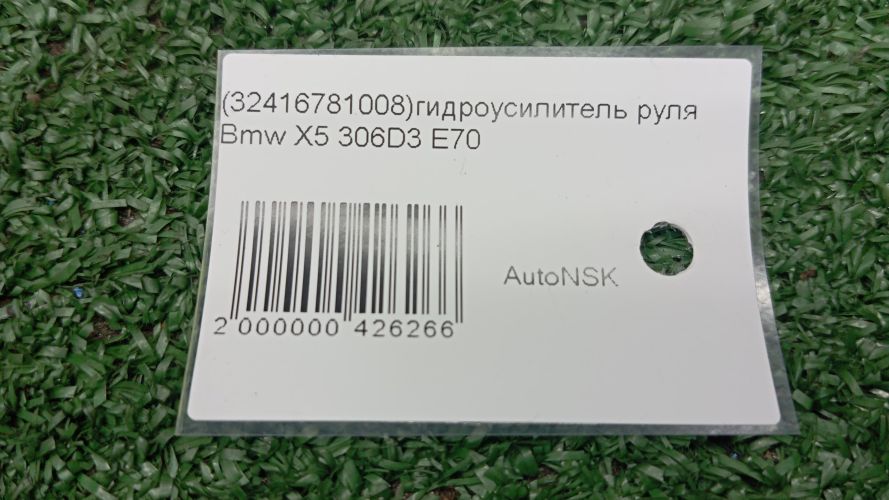 (32416781008)гидроусилитель руля
Bmw X5 306D3 E70
AutoNSK
2 000000 426266